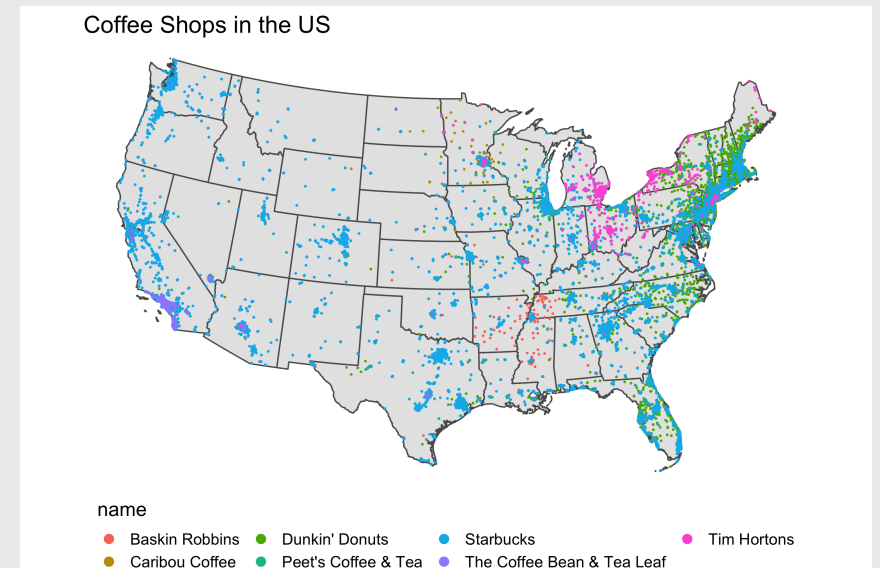 Coffee Shops in the US
name
Baskin Robbins Dunkin' Donuts Starbucks Tim Hortons
Caribou Coffee Peet's Coffee & Tea The Coffee Bean & Tea Leaf